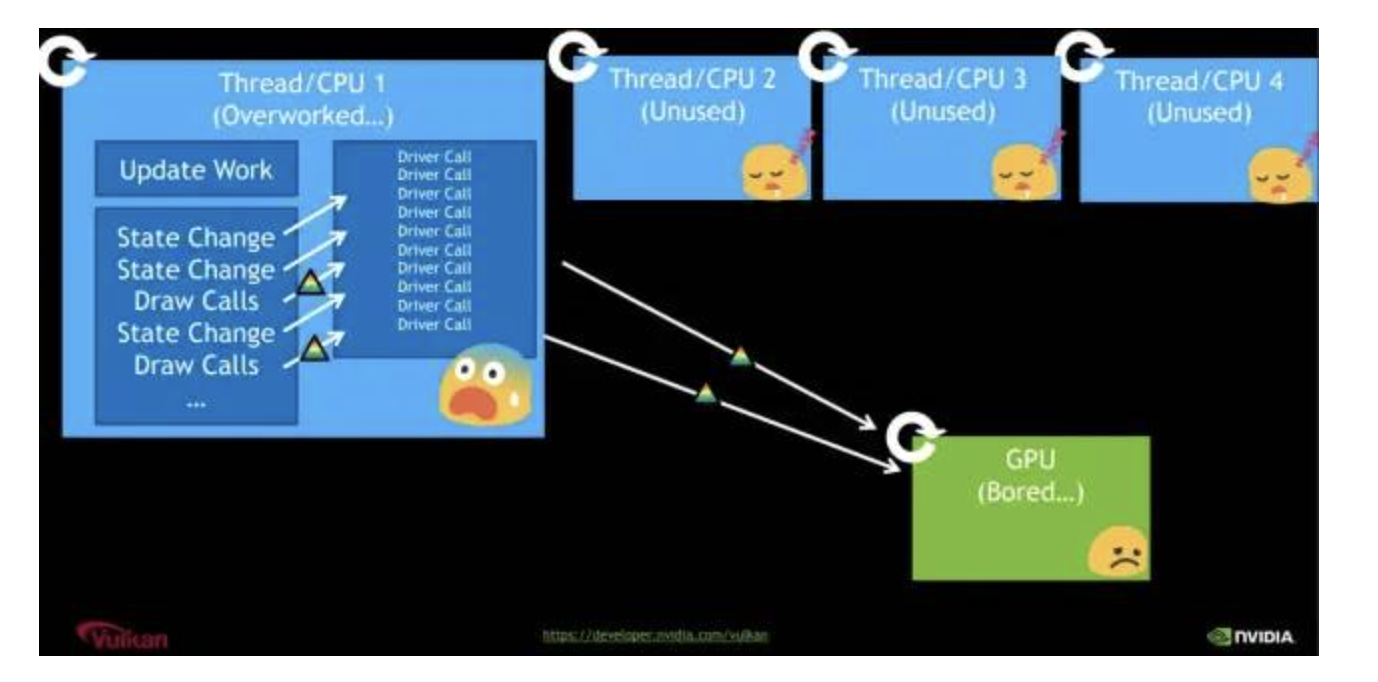 Thread/CPU 1
(Overworked...)
Update Work
State Change
State Change
Draw Calls
State Change
Draw Calls
...
Driver Call
Driver Call
Driver Call
Driver Call
Driver Call
Driver Call
Driver Call
Driver Call
Driver Call
Driver Call
Thread/CPU 2
(Unused)
Thread/CPU 3
(Unused)
Thread/CPU 4
(Unused)
GPU
(Bored...)
Vulkan
https://developer.nvidia.com/vulkan
NVIDIA